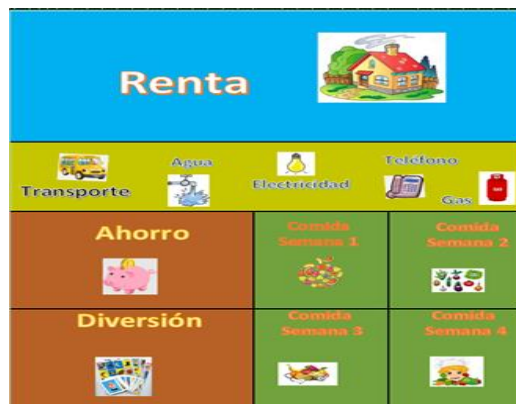 Renta
Agua
Teléfono
Transporte
Electricidad
Gas
Ahorro
Comida
Semana 1
Comida
Semana 2
Diversión
Comida
Semana 3
Comida
Semana 4